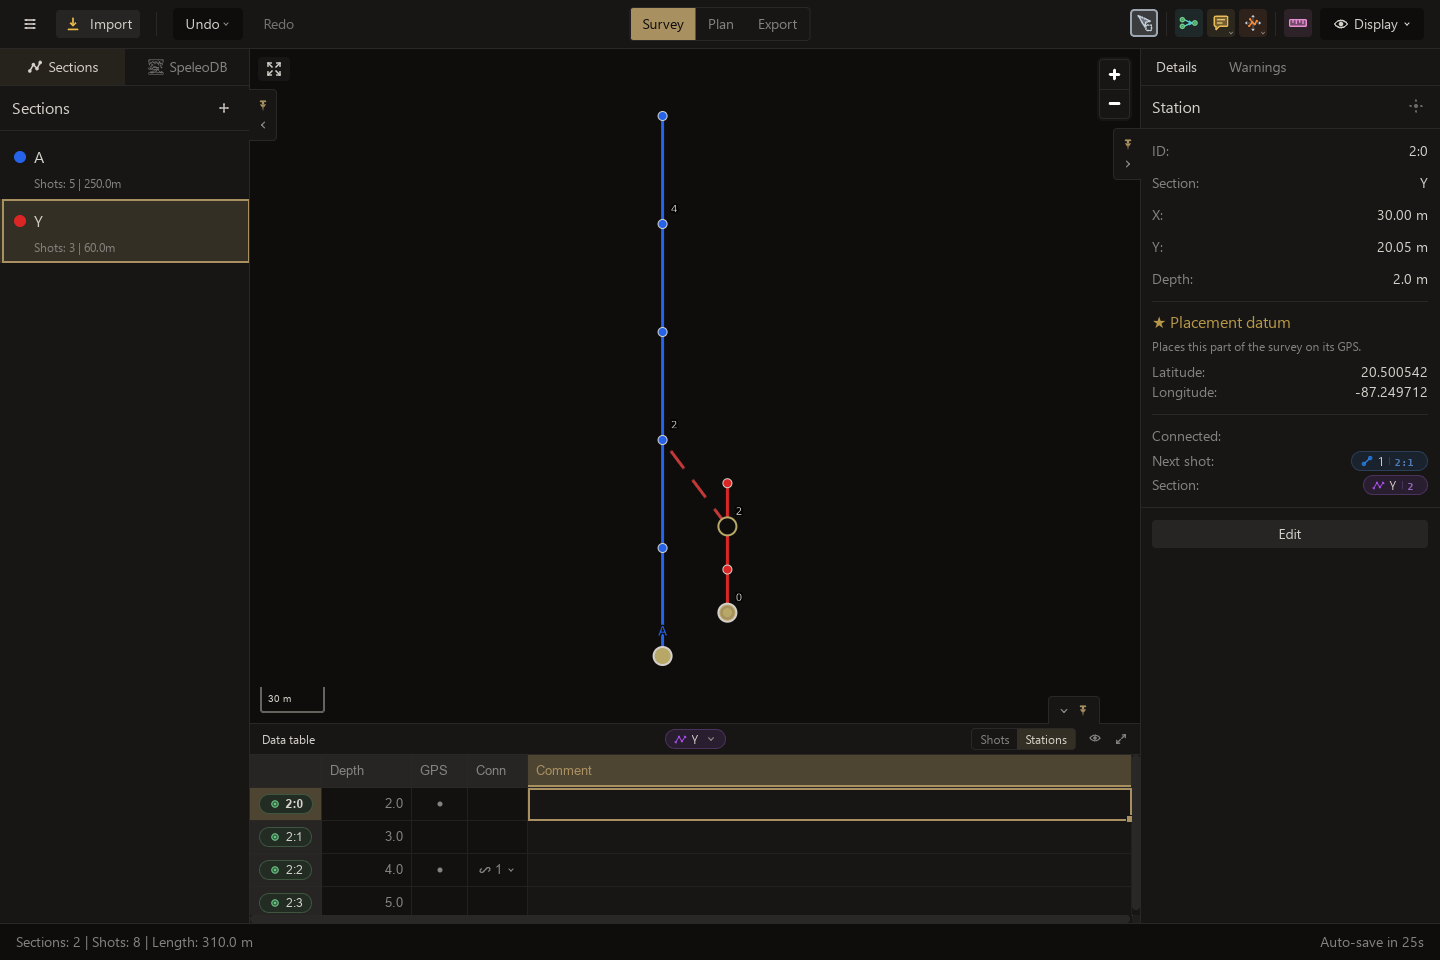 Import
Undo
Redo
Survey
Plan
Export
Display
Sections
SpeleoDB
Sections
A
Shots: 5 | 250.0m
Y
Shots: 3 | 60.0m
4
2
2
0
A
30 m
Details
Warnings
Station
ID: 2:0
Section: Y
X: 30.00 m
Y: 20.05 m
Depth: 2.0 m
★ Placement datum
Places this part of the survey on its GPS.
Latitude: 20.500542
Longitude: -87.249712
Connected:
Next shot: 1 | 2:1
Section: Y | 2
Edit
Data table
Y
Shots
Stations
Depth GPS Conn Comment
2:0 2.0 •
2:1 3.0
2:2 4.0 • 1
2:3 5.0
Sections: 2 | Shots: 8 | Length: 310.0 m
Auto-save in 25s